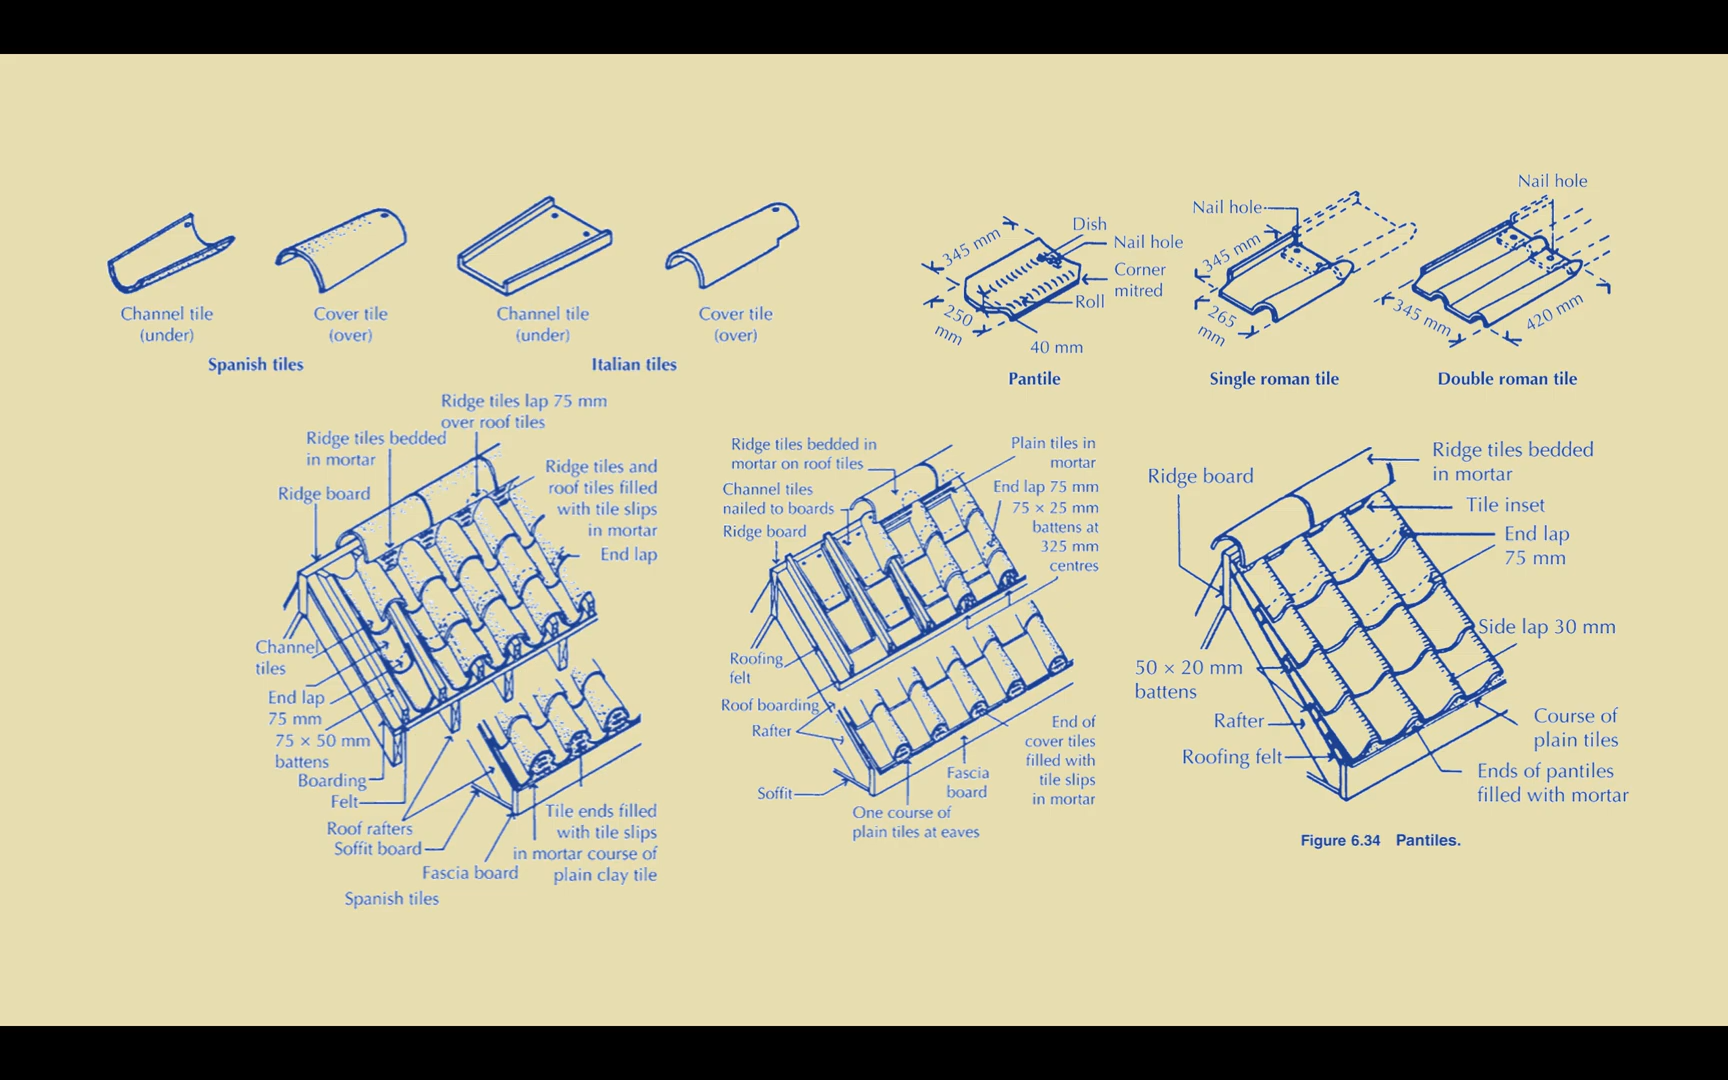 Channel tile
(under)
Cover tile
(over)
Spanish tiles
Channel tile
(under)
Cover tile
(over)
Italian tiles
345 mm
250
mm
40 mm
Dish
Nail hole
Corner
mitred
Roll
Pantile
Nail hole
345 mm
265
mm
Single roman tile
Nail hole
345 mm
420 mm
Double roman tile
Ridge tiles lap 75 mm
over roof tiles
Ridge tiles bedded
in mortar
Ridge board
Ridge tiles and
roof tiles filled
with tile slips
in mortar
End lap
Channel
tiles
End lap
75 mm
75 × 50 mm
battens
Boarding
Felt
Roof rafters
Soffit board
Fascia board
Tile ends filled
with tile slips
in mortar course of
plain clay tile
Spanish tiles
Ridge tiles bedded in
mortar on roof tiles
Channel tiles
nailed to boards
Ridge board
Plain tiles in
mortar
End lap 75 mm
75 × 25 mm
battens at
325 mm
centres
Roofing
felt
Roof boarding
Rafter
Soffit
One course of
plain tiles at eaves
Fascia
board
End of
cover tiles
filled with
tile slips
in mortar
Ridge board
Ridge tiles bedded
in mortar
Tile inset
End lap
75 mm
Side lap 30 mm
50 × 20 mm
battens
Rafter
Roofing felt
Course of
plain tiles
Ends of pantiles
filled with mortar
Figure 6.34 Pantiles.